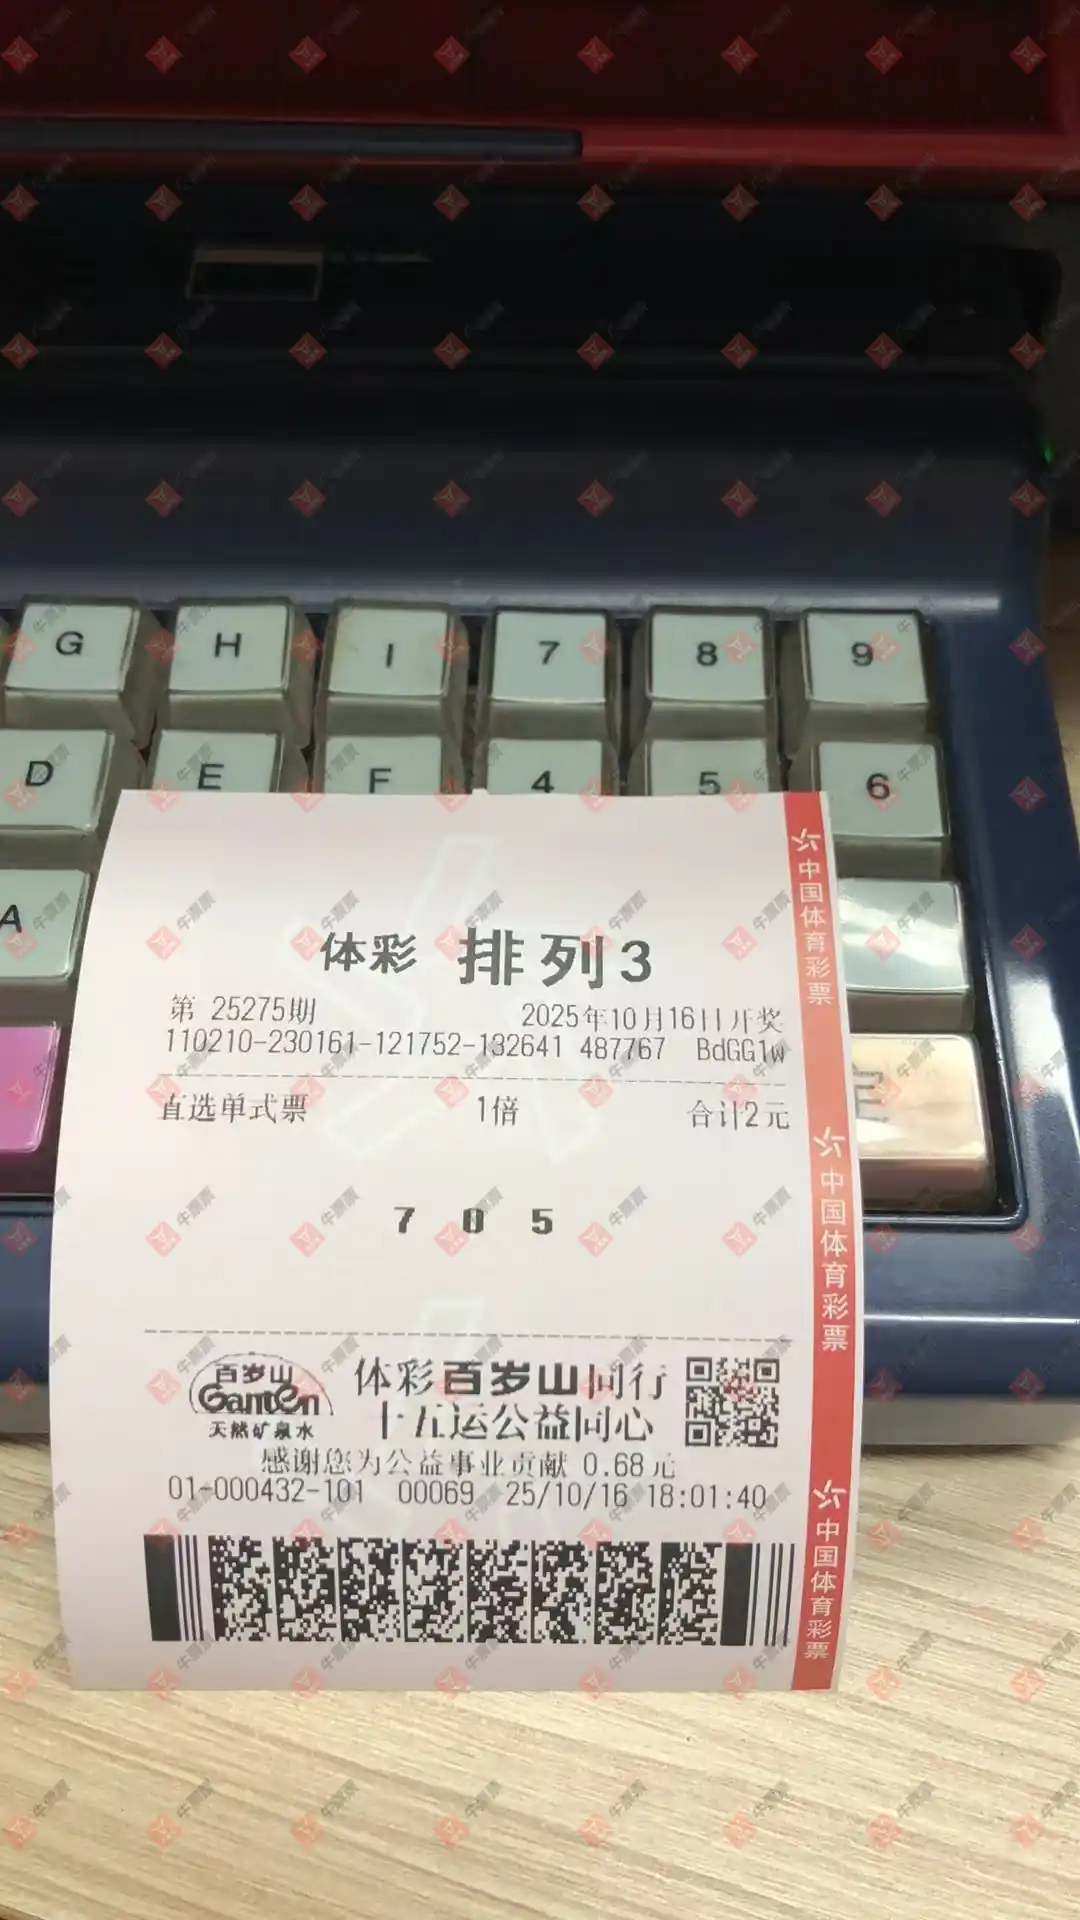 G H I 7 8 9
D E F 4 5 6
A
定
体彩 排列3
第 25275期 2025年10月16日开奖
110210-230161-121752-132641 487767 BdGG1w
直选单式票 1倍 合计2元
7 0 5
百岁山
Ganten
天然矿泉水
体彩百岁山同行
十五运公益同心
感谢您为公益事业贡献 0.68元
01-000432-101 00069 25/10/16 18:01:40
中国体育彩票
中国体育彩票
中国体育彩票
牛票票